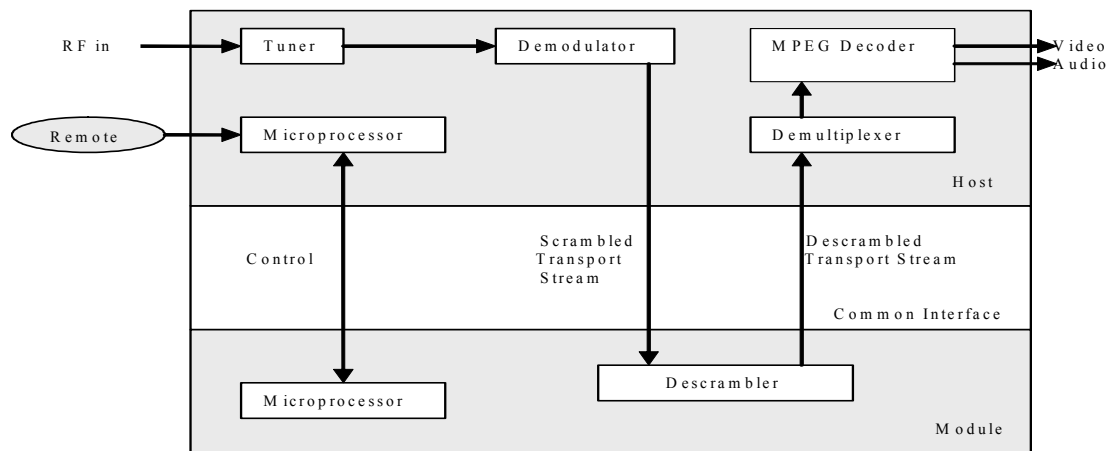 RF in
Tuner
Demodulator
MPEG Decoder
Video
Audio
Remote
Microprocessor
Demultiplexer
Host
Control
Scrambled
Transport
Stream
Descrambled
Transport Stream
Common Interface
Microprocessor
Descrambler
Module